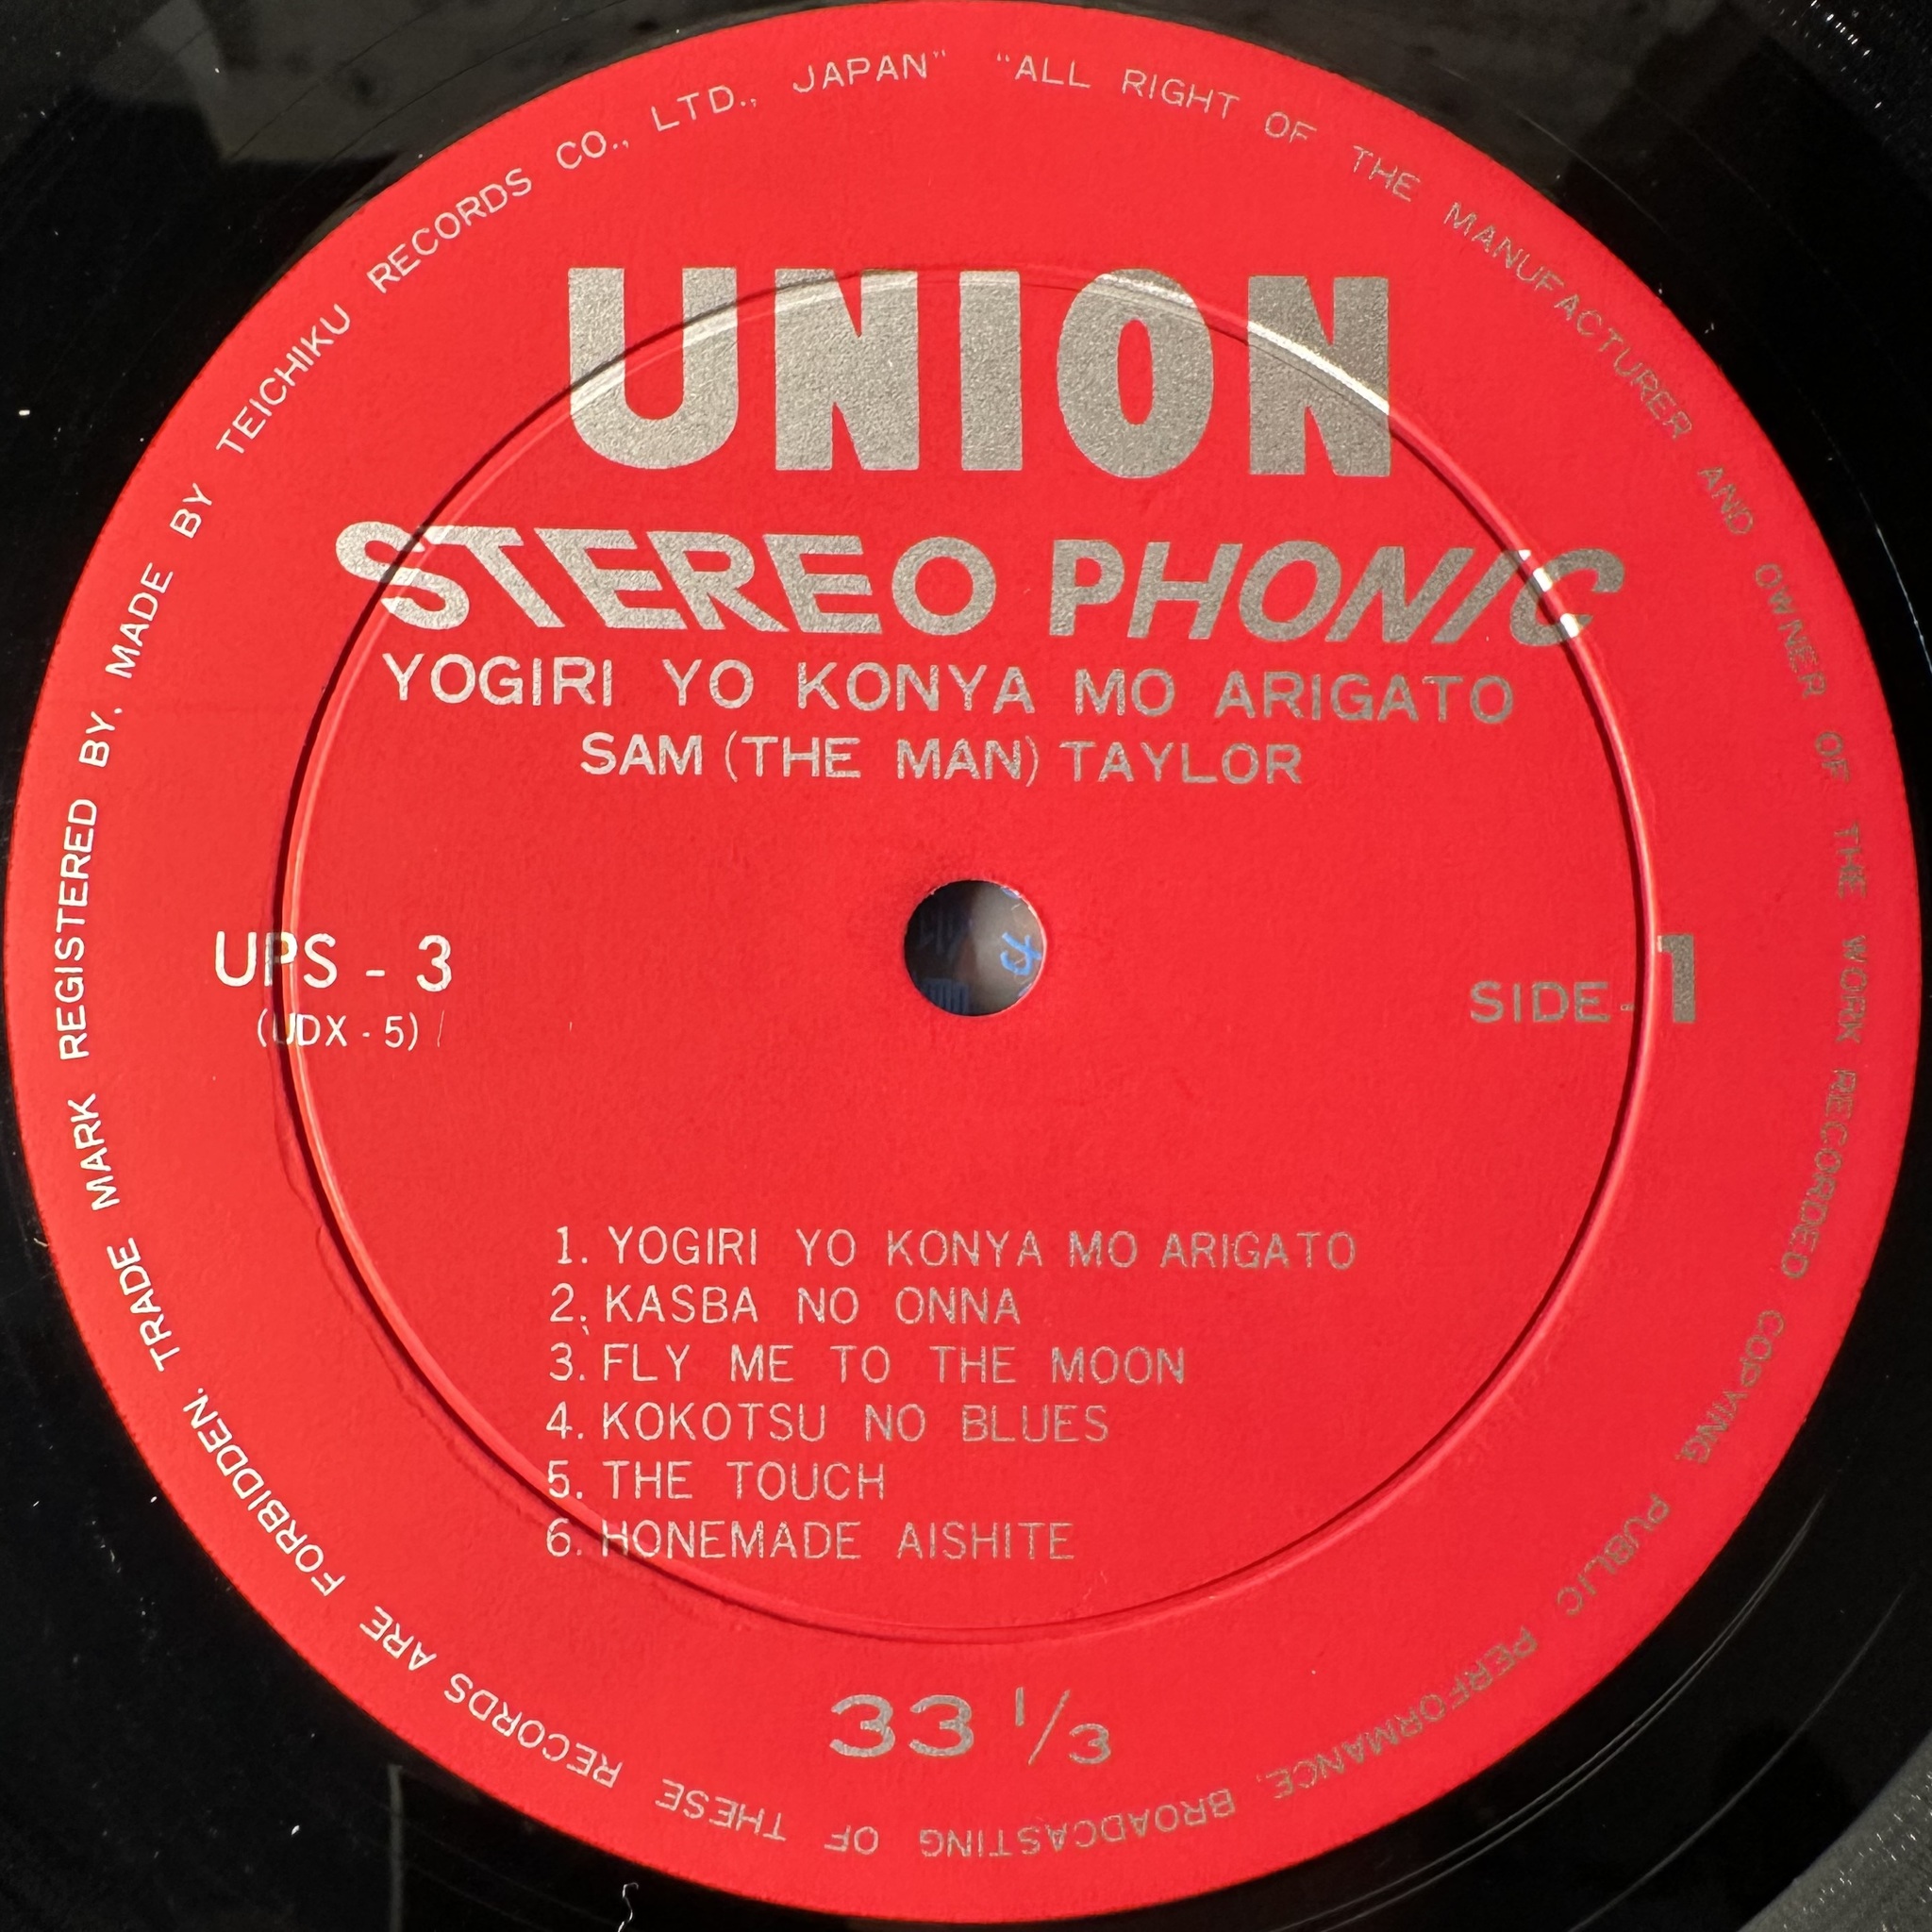 TRADE MARK REGISTERED BY, MADE BY TEICHIKU RECORDS CO., LTD., JAPAN” “ALL RIGHT OF THE MANUFACTURER AND OWNER OF THE WORK RECORDED COPYING, PUBLIC PERFORMANCE, BROADCASTING OF THESE RECORDS ARE FORBIDDEN,
UNION
STEREO PHONIC
YOGIRI YO KONYA MO ARIGATO
SAM (THE MAN) TAYLOR
UPS - 3
(UDX - 5)
SIDE - 1
1. YOGIRI YO KONYA MO ARIGATO
2. KASBA NO ONNA
3. FLY ME TO THE MOON
4. KOKOTSU NO BLUES
5. THE TOUCH
6. HONEMADE AISHITE
33 1/3